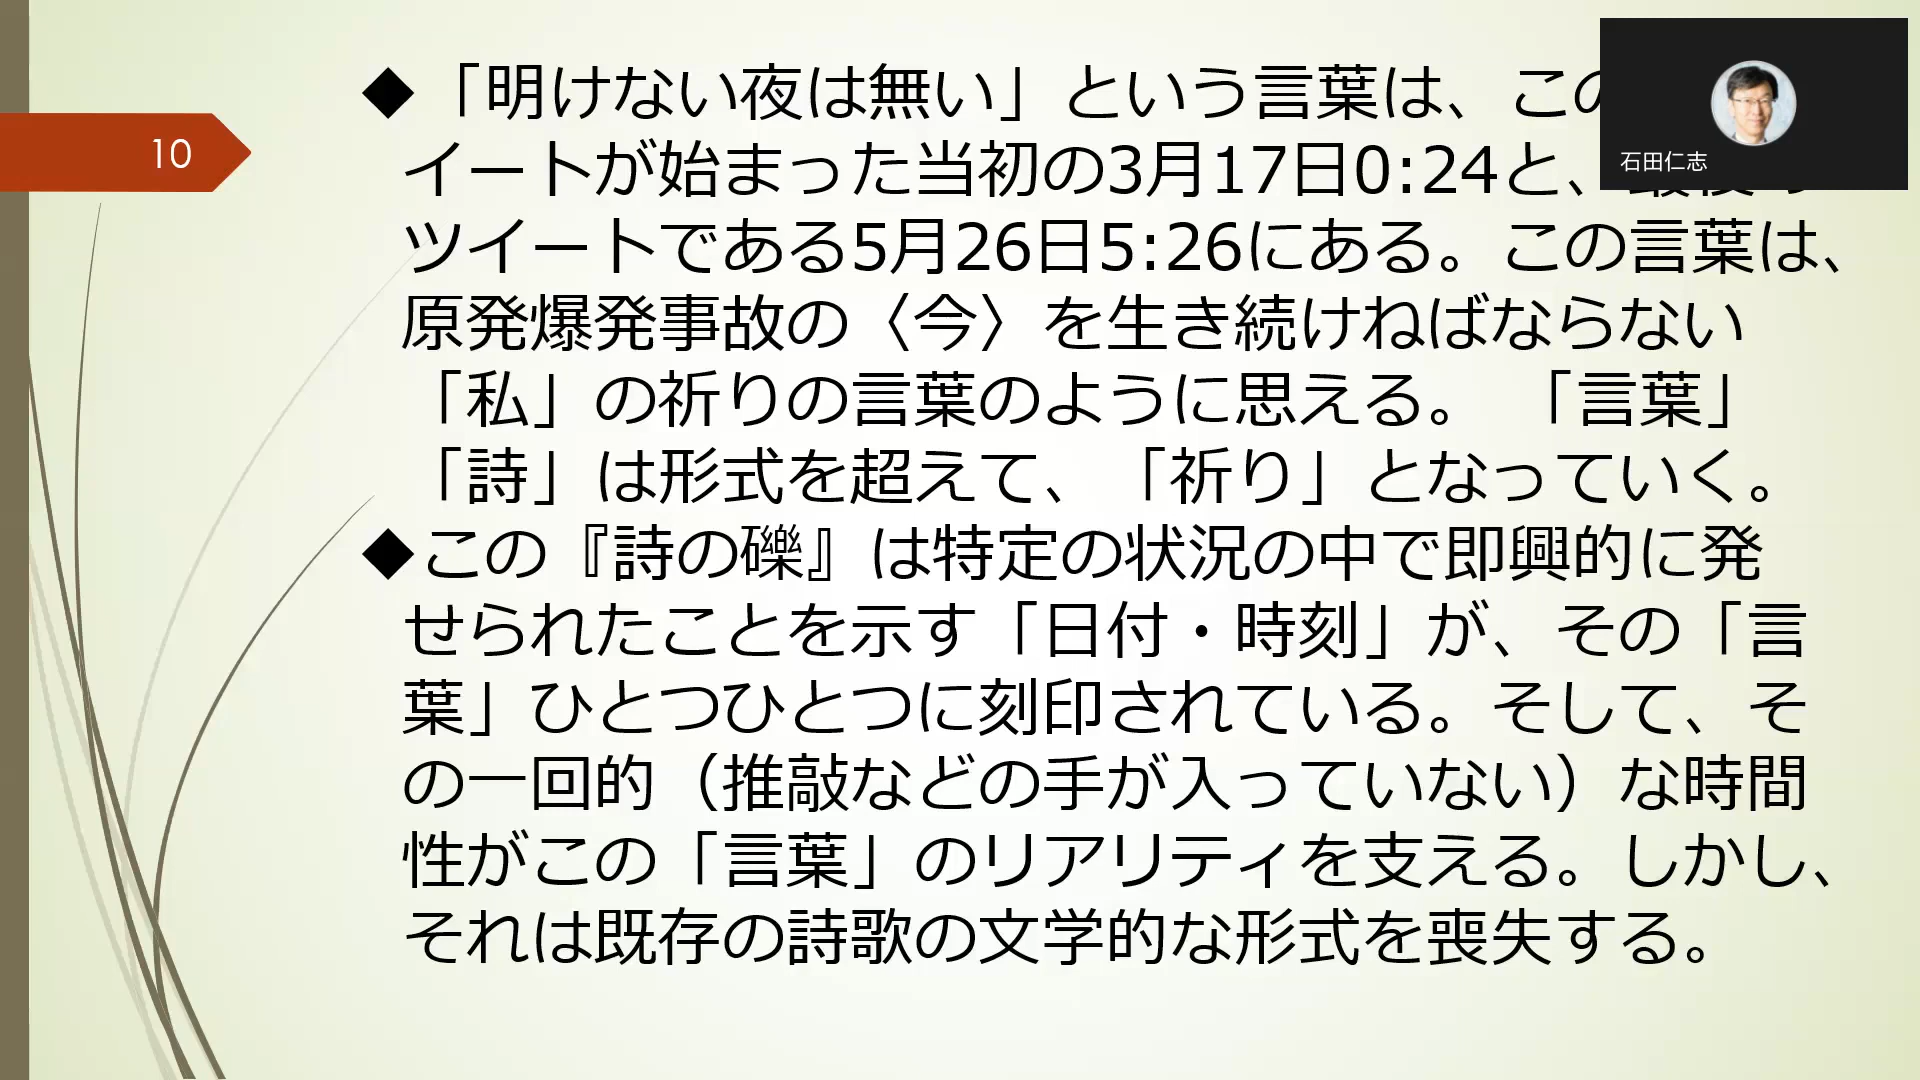 10
◆「明けない夜は無い」という言葉は、この
イートが始まった当初の3月17日0:24と、
ツイートである5月26日5:26にある。この言葉は、
原発爆発事故の〈今〉を生き続けねばならない
「私」の祈りの言葉のように思える。 「言葉」
「詩」は形式を超えて、「祈り」となっていく。
◆この『詩の礫』は特定の状況の中で即興的に発
せられたことを示す「日付・時刻」が、その「言
葉」ひとつひとつに刻印されている。そして、そ
の一回的（推敲などの手が入っていない）な時間
性がこの「言葉」のリアリティを支える。しかし、
それは既存の詩歌の文学的な形式を喪失する。
石田仁志